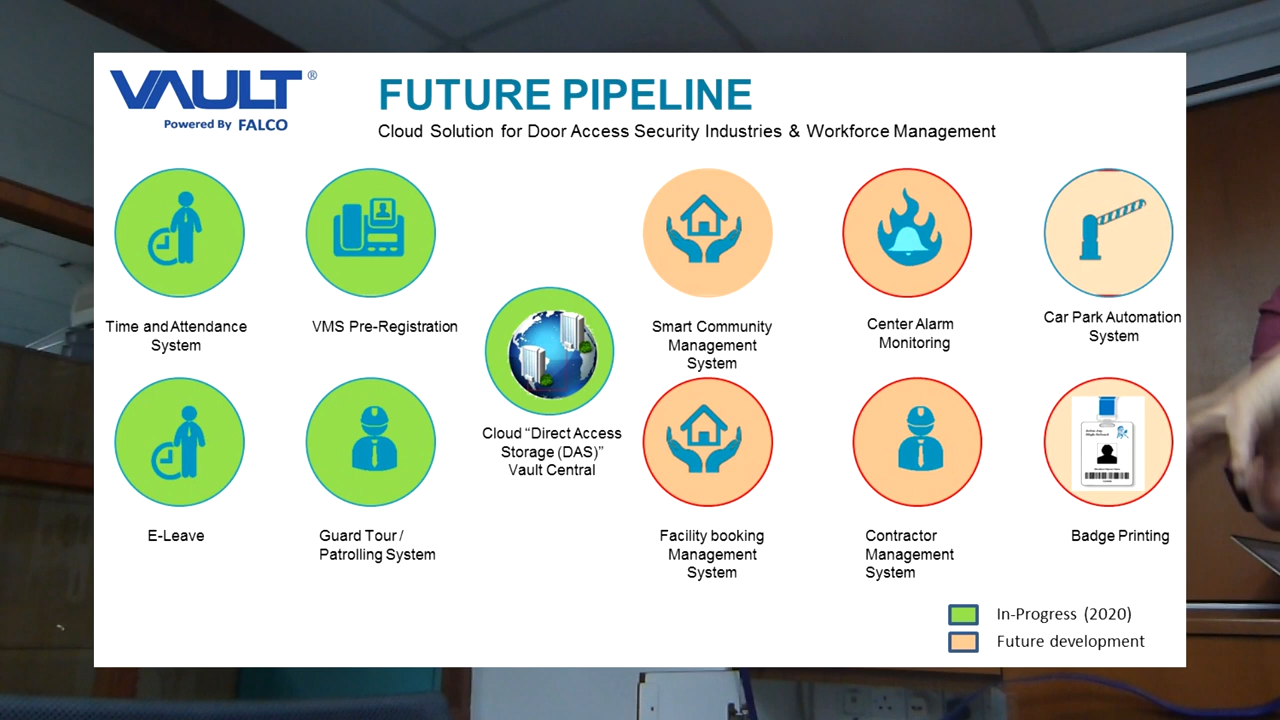 VAULT®
Powered By FALCO
FUTURE PIPELINE
Cloud Solution for Door Access Security Industries & Workforce Management
Time and Attendance
System
VMS Pre-Registration
Cloud “Direct Access
Storage (DAS)”
Vault Central
Smart Community
Management
System
Center Alarm
Monitoring
Car Park Automation
System
E-Leave
Guard Tour /
Patrolling System
Facility booking
Management
System
Contractor
Management
System
Badge Printing
In-Progress (2020)
Future development